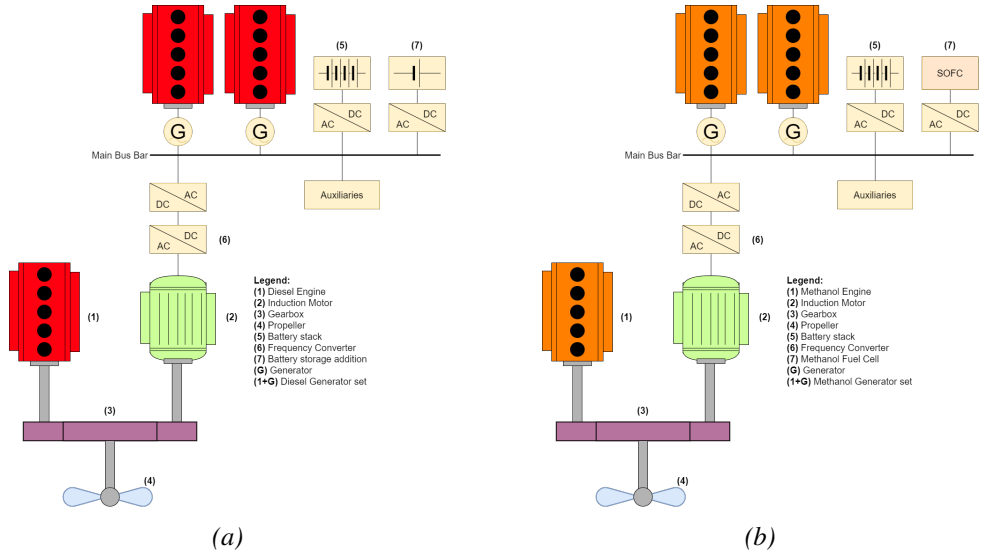 (5)
(7)
DC
AC
DC
AC
G
G
Main Bus Bar
AC
DC
Auxiliaries
DC
AC
(6)
(1)
(2)
Legend:
(1) Diesel Engine
(2) Induction Motor
(3) Gearbox
(4) Propeller
(5) Battery stack
(6) Frequency Converter
(7) Battery storage addition
(G) Generator
(1+G) Diesel Generator set
(3)
(4)
(a)
(5)
(7)
SOFC
DC
AC
DC
AC
G
G
Main Bus Bar
AC
DC
Auxiliaries
DC
AC
(6)
(1)
(2)
Legend:
(1) Methanol Engine
(2) Induction Motor
(3) Gearbox
(4) Propeller
(5) Battery stack
(6) Frequency Converter
(7) Methanol Fuel Cell
(G) Generator
(1+G) Methanol Generator set
(3)
(4)
(b)